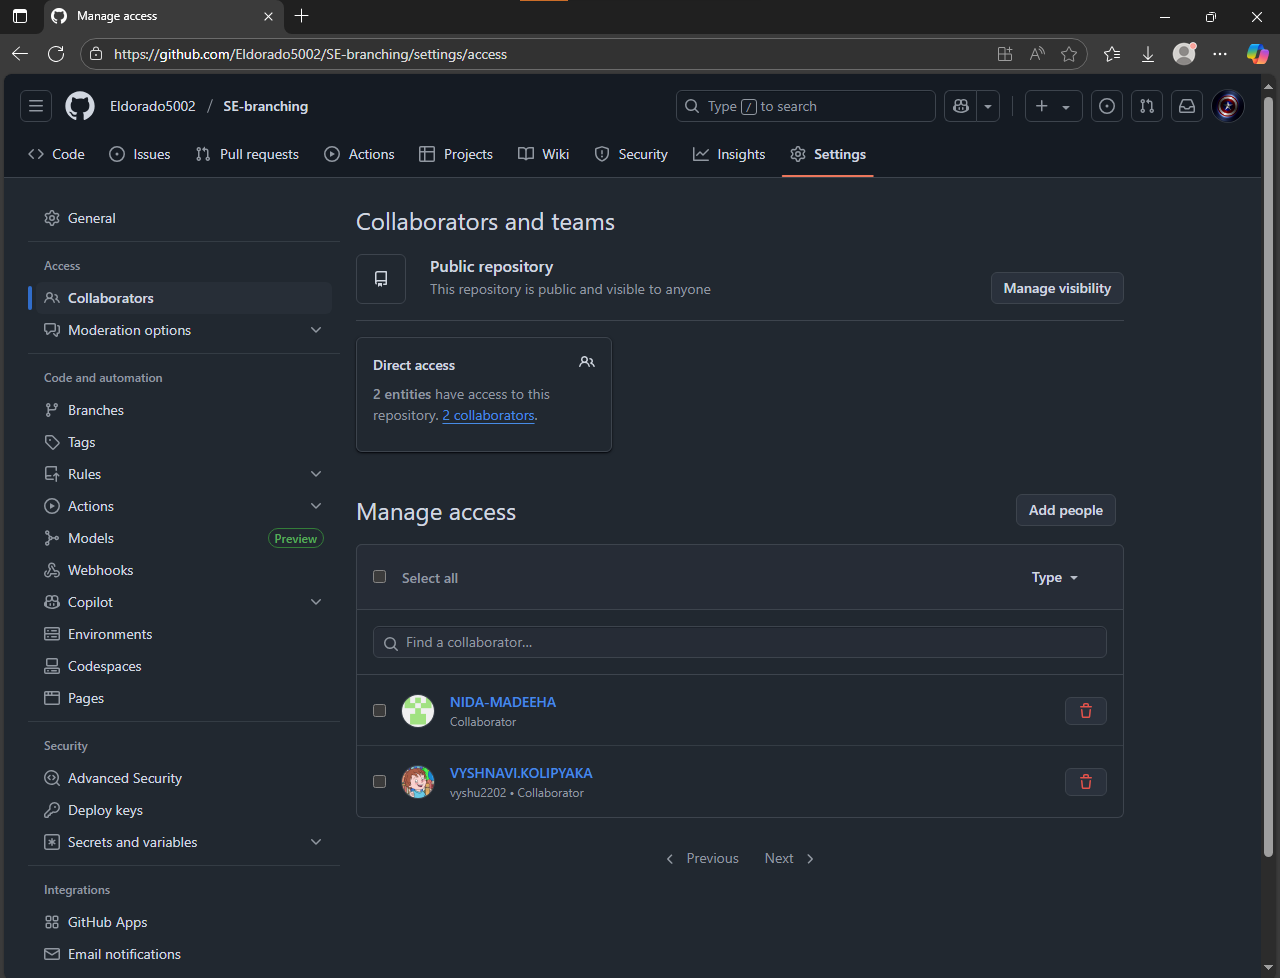 Manage access
https://github.com/Eldorado5002/SE-branching/settings/access
Eldorado5002 / SE-branching
Type / to search
Code Issues Pull requests Actions Projects Wiki Security Insights Settings
General
Access
Collaborators
Moderation options
Code and automation
Branches
Tags
Rules
Actions
Models Preview
Webhooks
Copilot
Environments
Codespaces
Pages
Security
Advanced Security
Deploy keys
Secrets and variables
Integrations
GitHub Apps
Email notifications
Collaborators and teams
Public repository
This repository is public and visible to anyone
Manage visibility
Direct access
2 entities have access to this
repository. 2 collaborators.
Manage access
Add people
Select all
Type
Find a collaborator...
NIDA-MADEEHA
Collaborator
VYSHNAVI.KOLIPYAKA
vyshu2202 • Collaborator
Previous Next